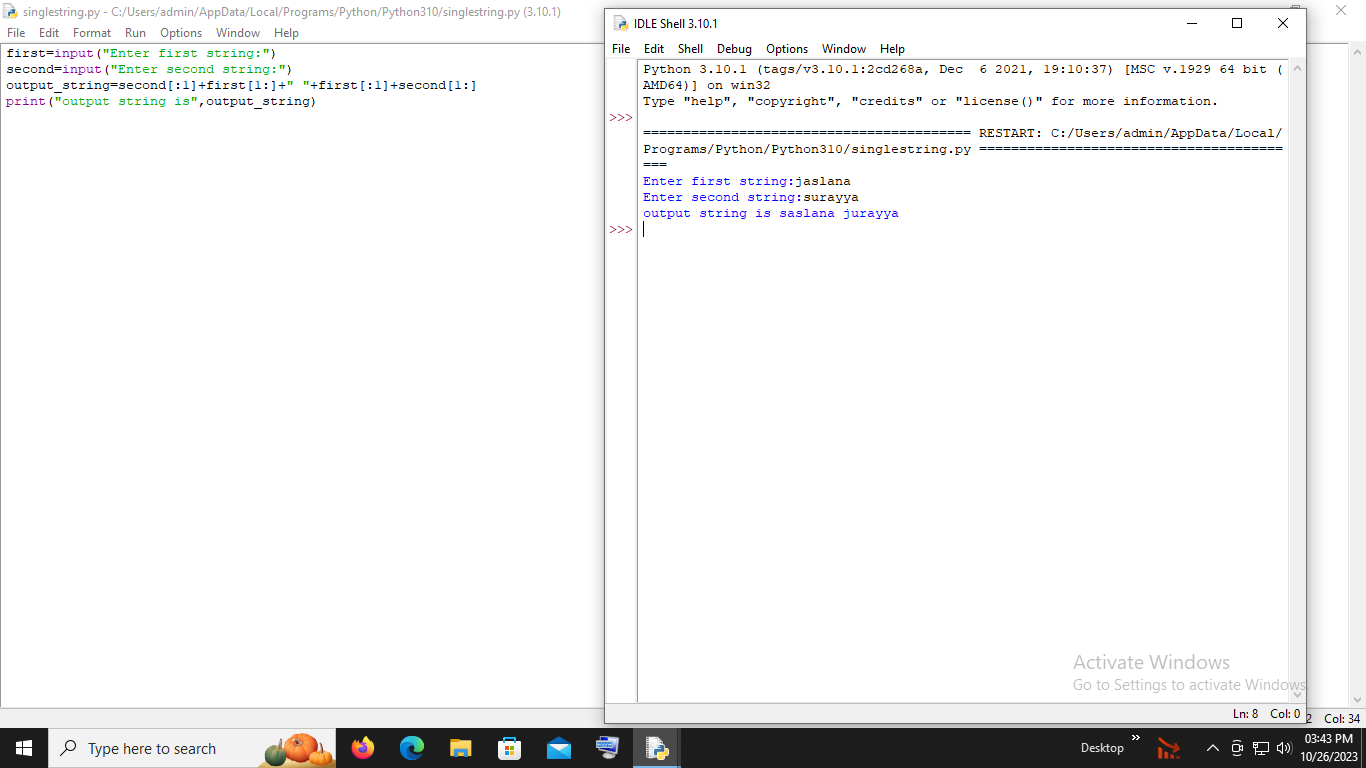 singlestring.py - C:/Users/admin/AppData/Local/Programs/Python/Python310/singlestring.py (3.10.1)
File Edit Format Run Options Window Help
first=input("Enter first string:")
second=input("Enter second string:")
output_string=second[:1]+first[1:]+" "+first[:1]+second[1:]
print("output string is",output_string)
IDLE Shell 3.10.1
File Edit Shell Debug Options Window Help
Python 3.10.1 (tags/v3.10.1:2cd268a, Dec  6 2021, 19:10:37) [MSC v.1929 64 bit (
AMD64)] on win32
Type "help", "copyright", "credits" or "license()" for more information.
>>>
========================================= RESTART: C:/Users/admin/AppData/Local/
Programs/Python/Python310/singlestring.py ======================================
===
Enter first string:jaslana
Enter second string:surayya
output string is saslana jurayya
>>>
Activate Windows
Go to Settings to activate Windows
Ln: 8 Col: 0
2 Col: 34
Type here to search
Desktop
03:43 PM
10/26/2023